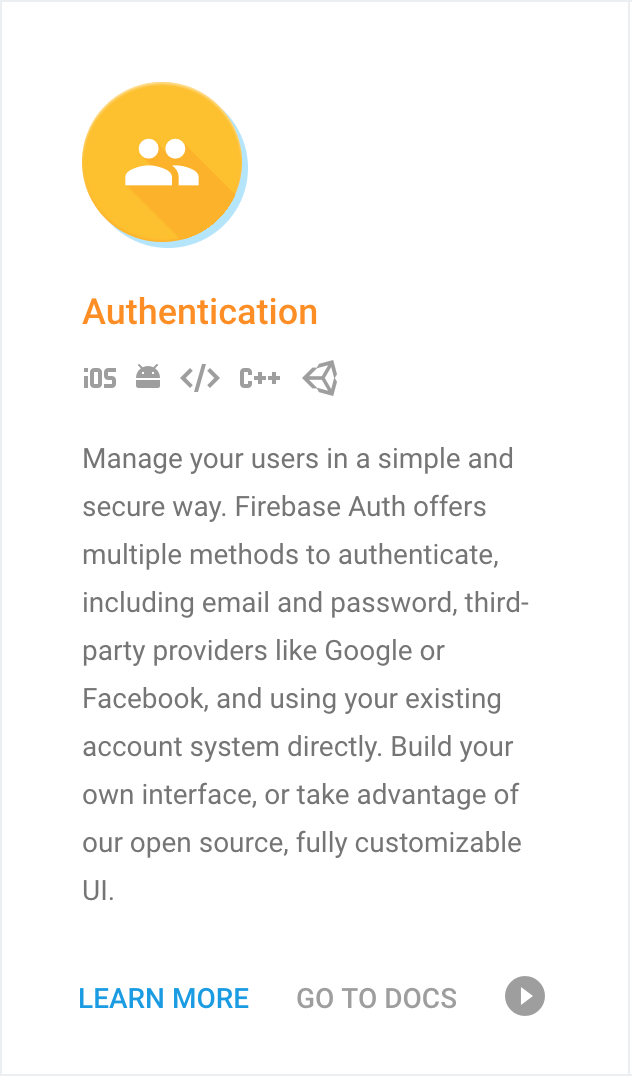 Authentication
iOS </> C++
Manage your users in a simple and
secure way. Firebase Auth offers
multiple methods to authenticate,
including email and password, third-
party providers like Google or
Facebook, and using your existing
account system directly. Build your
own interface, or take advantage of
our open source, fully customizable
UI.
LEARN MORE GO TO DOCS